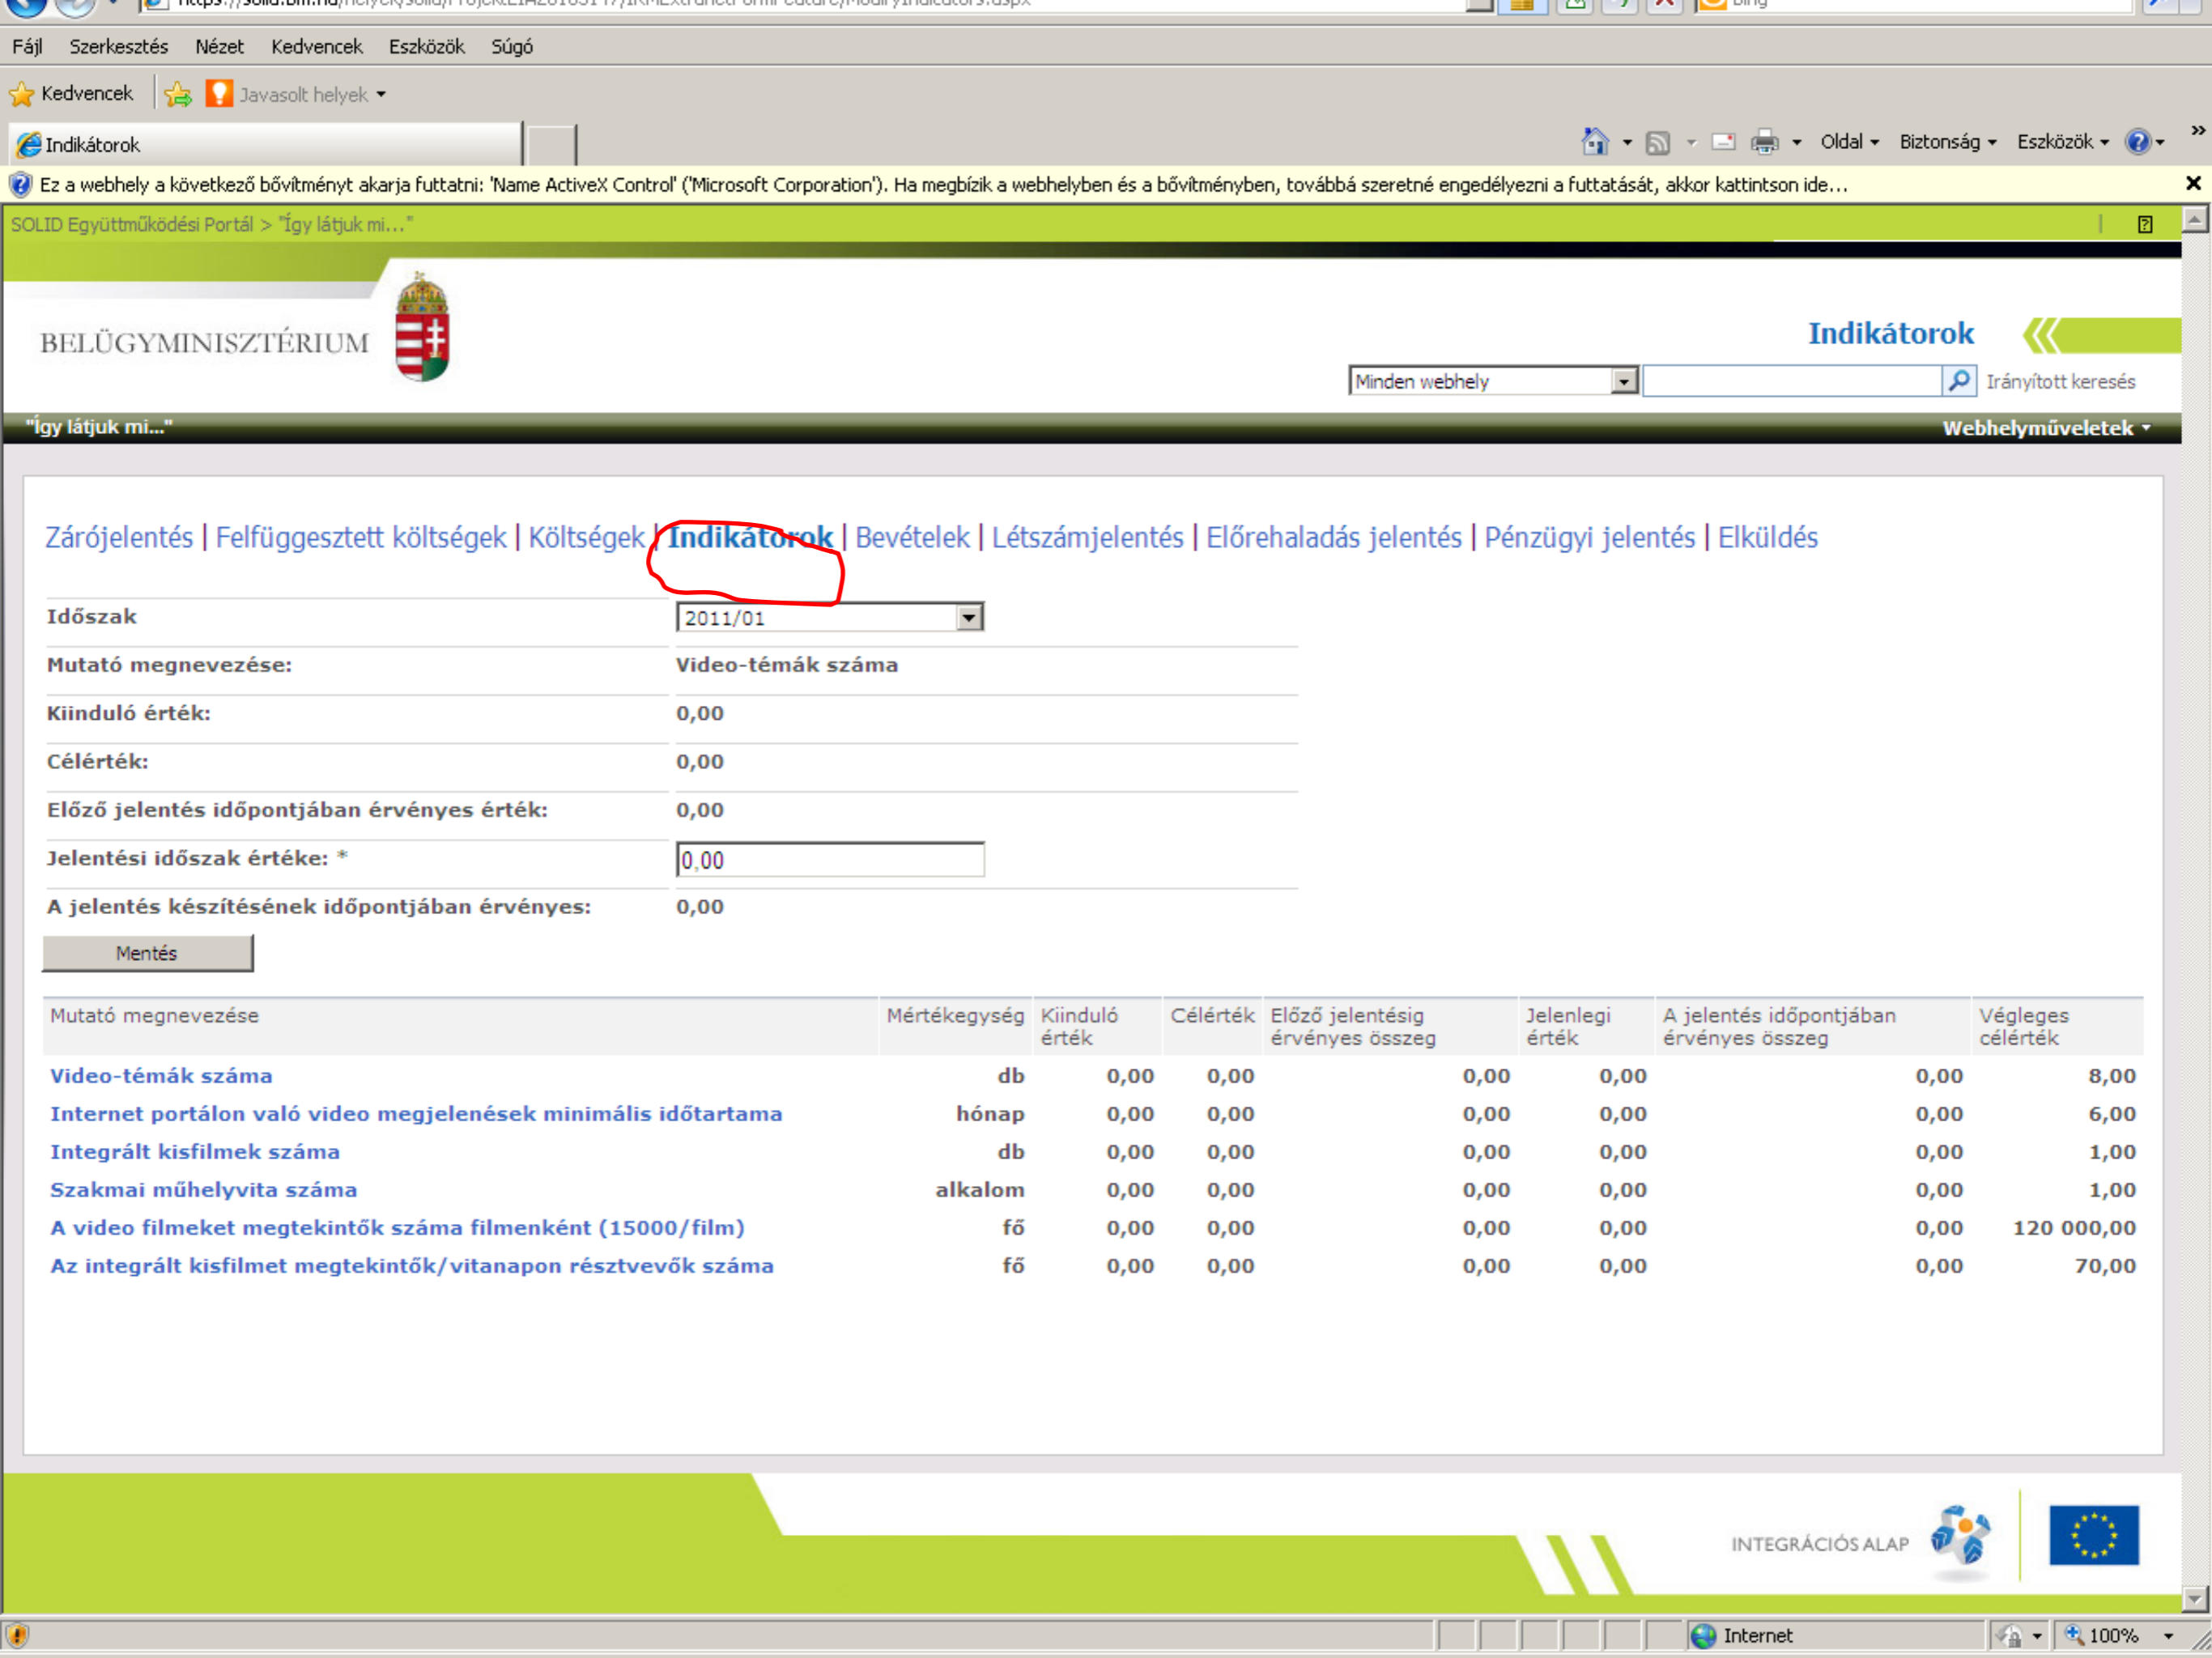 Fájl Szerkesztés Nézet Kedvencek Eszközök Súgó
Kedvencek Javasolt helyek
Indikátorok Oldal Biztonság Eszközök »
Ez a webhely a következő bővítményt akarja futtatni: 'Name ActiveX Control' ('Microsoft Corporation'). Ha megbízik a webhelyben és a bővítményben, továbbá szeretné engedélyezni a futtatását, akkor kattintson ide...
SOLID Együttműködési Portál > "Így látjuk mi..."
BELÜGYMINISZTÉRIUM
Indikátorok
Minden webhely Irányított keresés
"Így látjuk mi..." Webhelyműveletek
Zárójelentés | Felfüggesztett költségek | Költségek | Indikátorok | Bevételek | Létszámjelentés | Előrehaladás jelentés | Pénzügyi jelentés | Elküldés
Időszak 2011/01
Mutató megnevezése: Video-témák száma
Kiinduló érték: 0,00
Célérték: 0,00
Előző jelentés időpontjában érvényes érték: 0,00
Jelentési időszak értéke: * 0,00
A jelentés készítésének időpontjában érvényes: 0,00
Mentés
Mutató megnevezése Mértékegység Kiinduló érték Célérték Előző jelentésig érvényes összeg Jelenlegi érték A jelentés időpontjában érvényes összeg Végleges célérték
Video-témák száma db 0,00 0,00 0,00 0,00 0,00 8,00
Internet portálon való video megjelenések minimális időtartama hónap 0,00 0,00 0,00 0,00 0,00 6,00
Integrált kisfilmek száma db 0,00 0,00 0,00 0,00 0,00 1,00
Szakmai műhelyvita száma alkalom 0,00 0,00 0,00 0,00 0,00 1,00
A video filmeket megtekintők száma filmenként (15000/film) fő 0,00 0,00 0,00 0,00 0,00 120 000,00
Az integrált kisfilmet megtekintők/vitanapon résztvevők száma fő 0,00 0,00 0,00 0,00 0,00 70,00
INTEGRÁCIÓS ALAP
Internet 100%